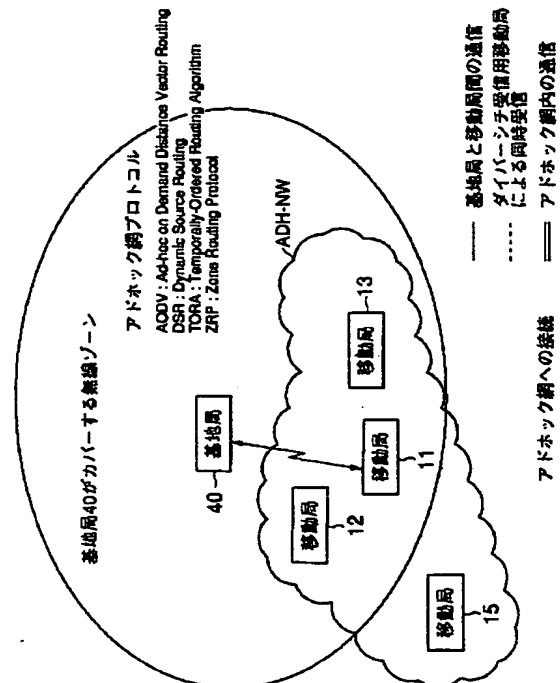 基地局40がカバーする無線ゾーン
アドホック網プロトコル
AODV : Ad-hoc on Demand Distance Vector Routing
DSR : Dynamic Source Routing
TORA : Temporally-Ordered Routing Algorithm
ZRP : Zone Routing Protocol
ADH-NW
基地局
40
移動局
13
移動局
11
移動局
12
移動局
15
基地局と移動局間の通信
ダイバーシチ受信用移動局
による同時受信
アドホック網内の通信
アドホック網への接続